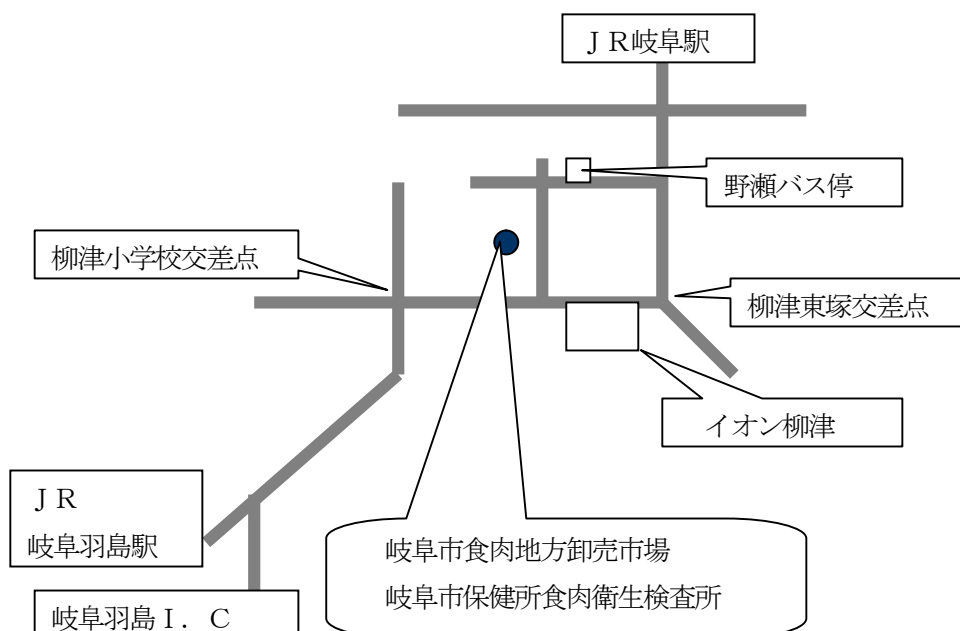 ＪＲ岐阜駅
野瀬バス停
柳津小学校交差点
柳津東塚交差点
イオン柳津
ＪＲ
岐阜羽島駅
岐阜市食肉地方卸売市場
岐阜市保健所食肉衛生検査所
岐阜羽島Ｉ．Ｃ